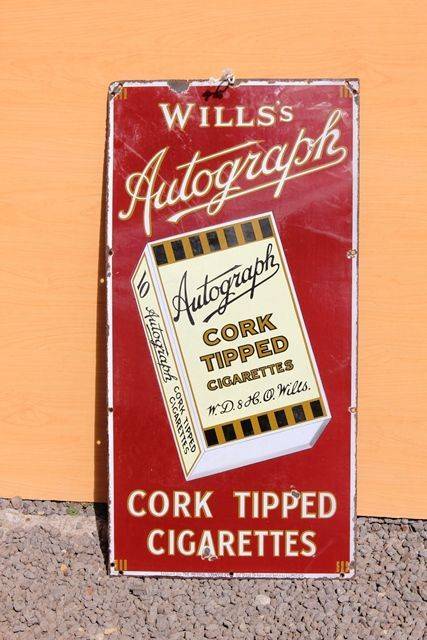 WILLS'S
Autograph
Autograph
CORK
TIPPED
CIGARETTES
W. D. & H. O. Wills.
10 Autograph CORK TIPPED
CIGARETTES
CORK TIPPED
CIGARETTES